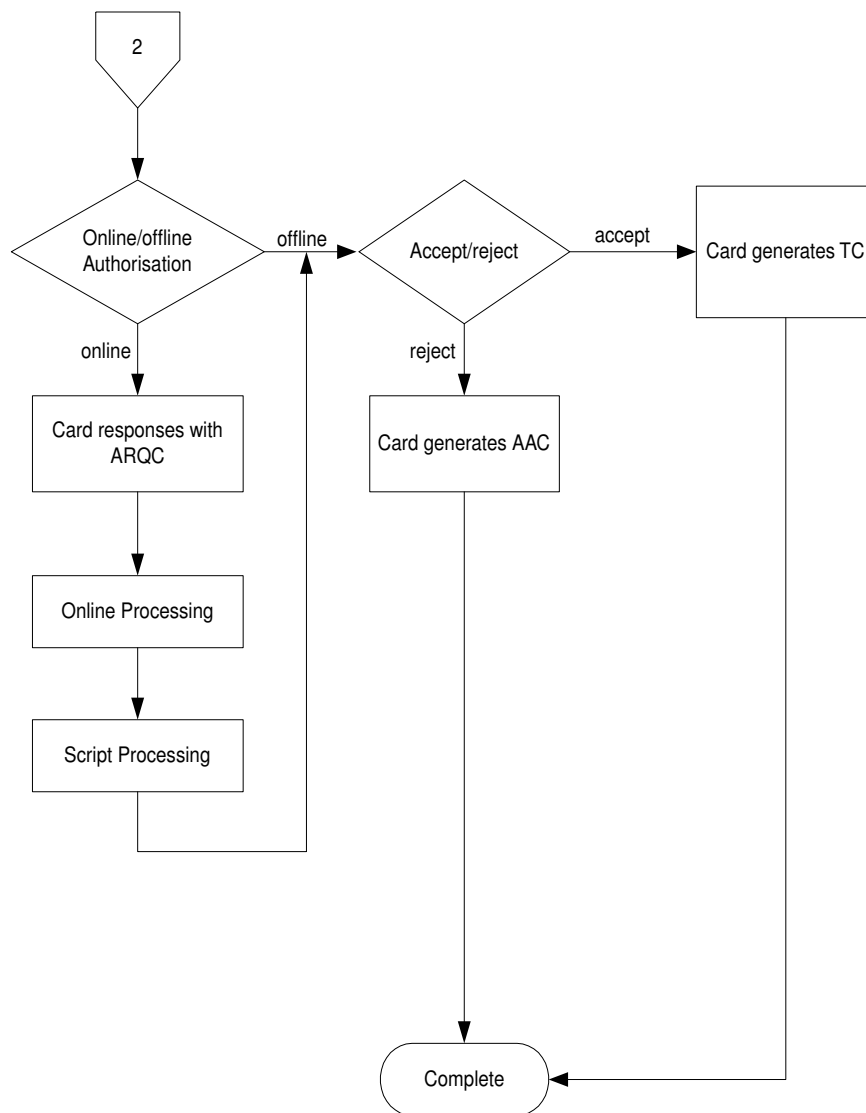 2
Online/offline
Authorisation
offline
Accept/reject
accept
Card generates TC
online
reject
Card responses with
ARQC
Card generates AAC
Online Processing
Script Processing
Complete